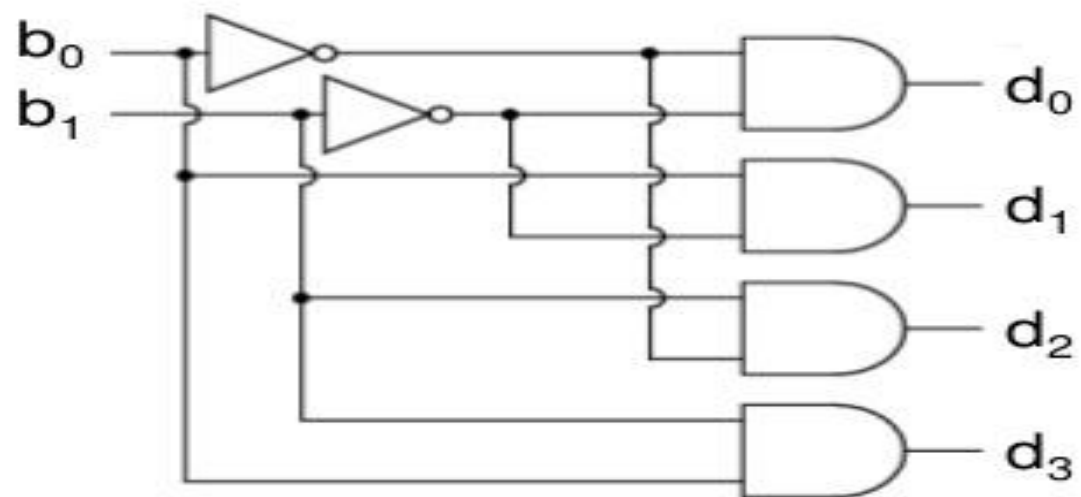 b₀
b₁
d₀
d₁
d₂
d₃